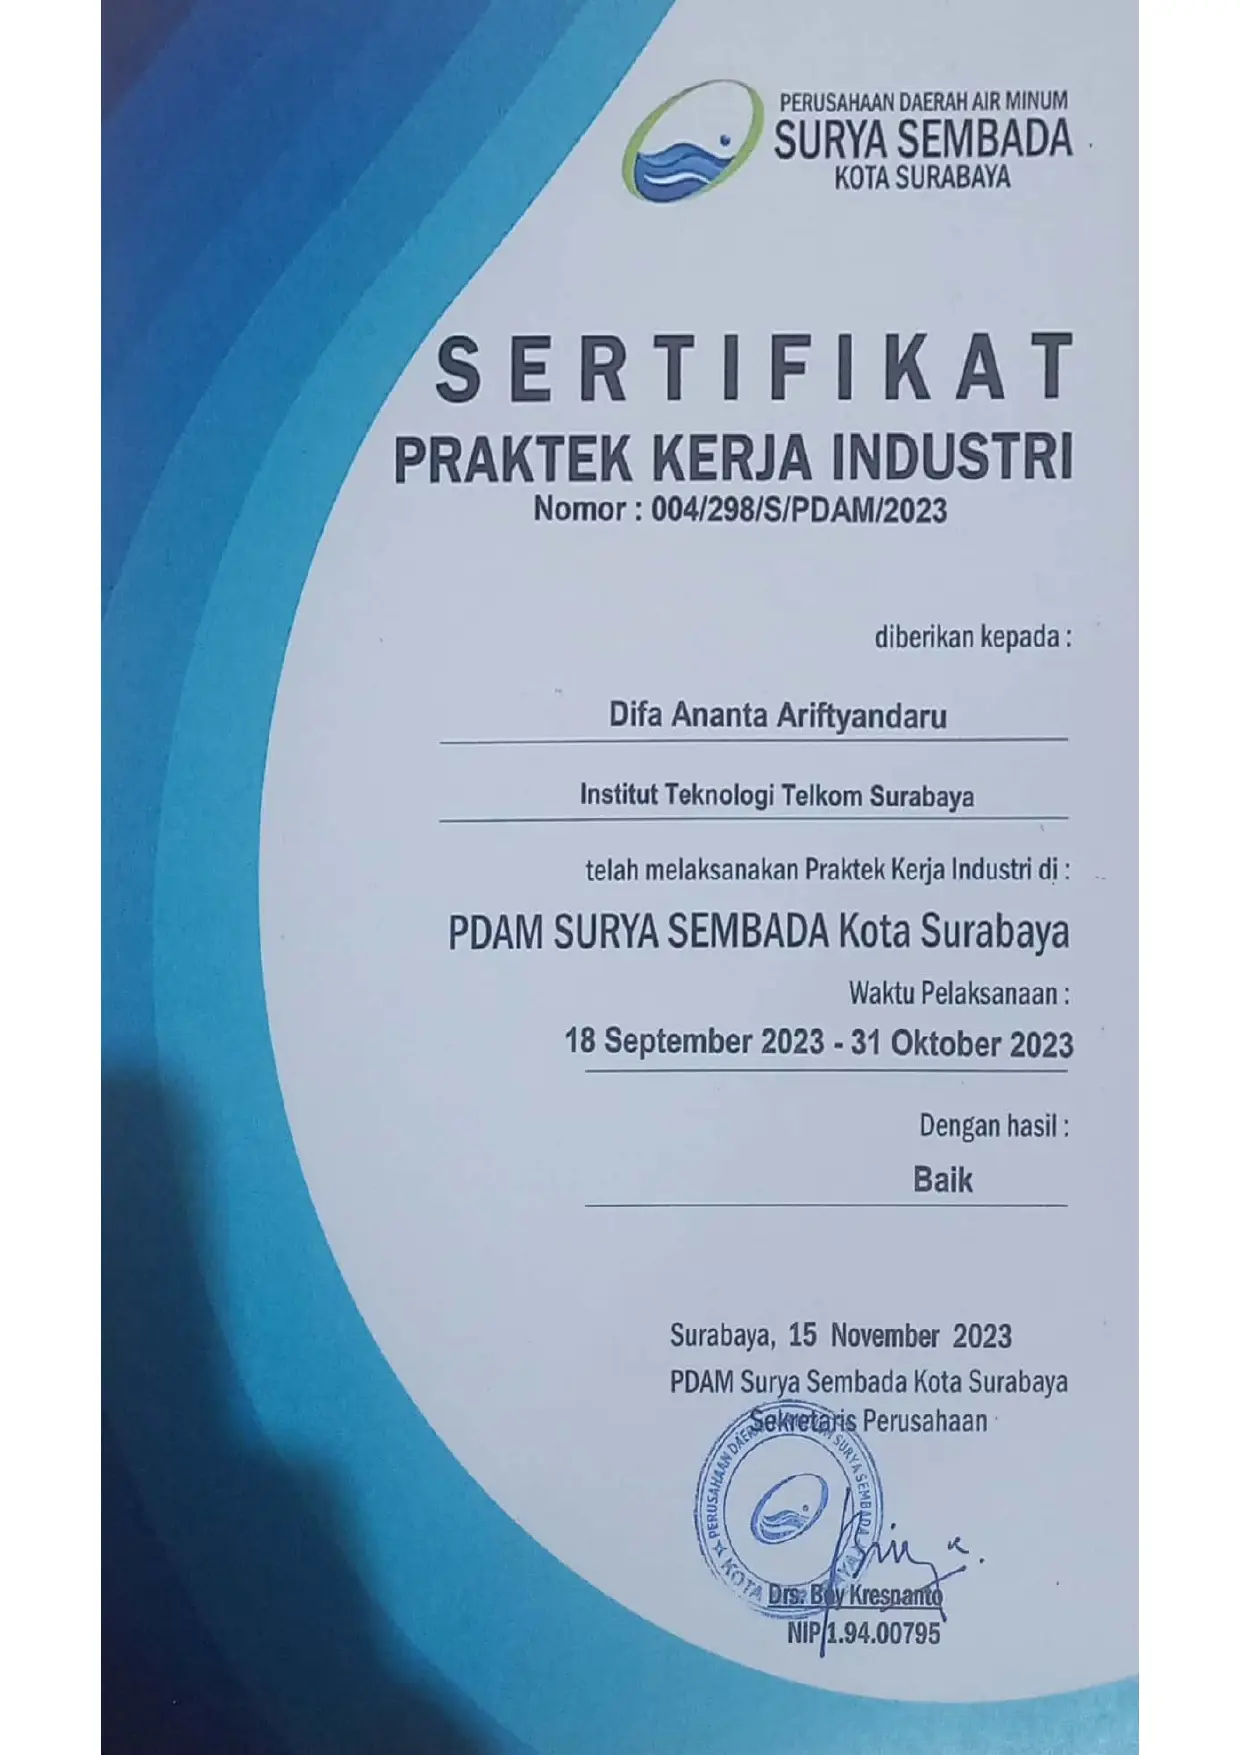 PERUSAHAAN DAERAH AIR MINUM
SURYA SEMBADA
KOTA SURABAYA
SERTIFIKAT
PRAKTEK KERJA INDUSTRI
Nomor : 004/298/S/PDAM/2023
diberikan kepada :
Difa Ananta Ariftyandaru
Institut Teknologi Telkom Surabaya
telah melaksanakan Praktek Kerja Industri di :
PDAM SURYA SEMBADA Kota Surabaya
Waktu Pelaksanaan :
18 September 2023 - 31 Oktober 2023
Dengan hasil :
Baik
Surabaya, 15 November 2023
PDAM Surya Sembada Kota Surabaya
Sekretaris Perusahaan
PERUSAHAAN DAERAH SURYA SEMBADA
KOTA
Drs. Boy Krespanto
NIP 1.94.00795